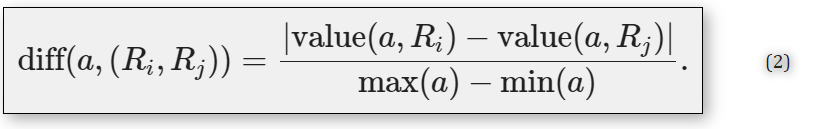 diff(a, (R_i, R_j)) = |value(a, R_i) − value(a, R_j)| / max(a) − min(a) . (2)